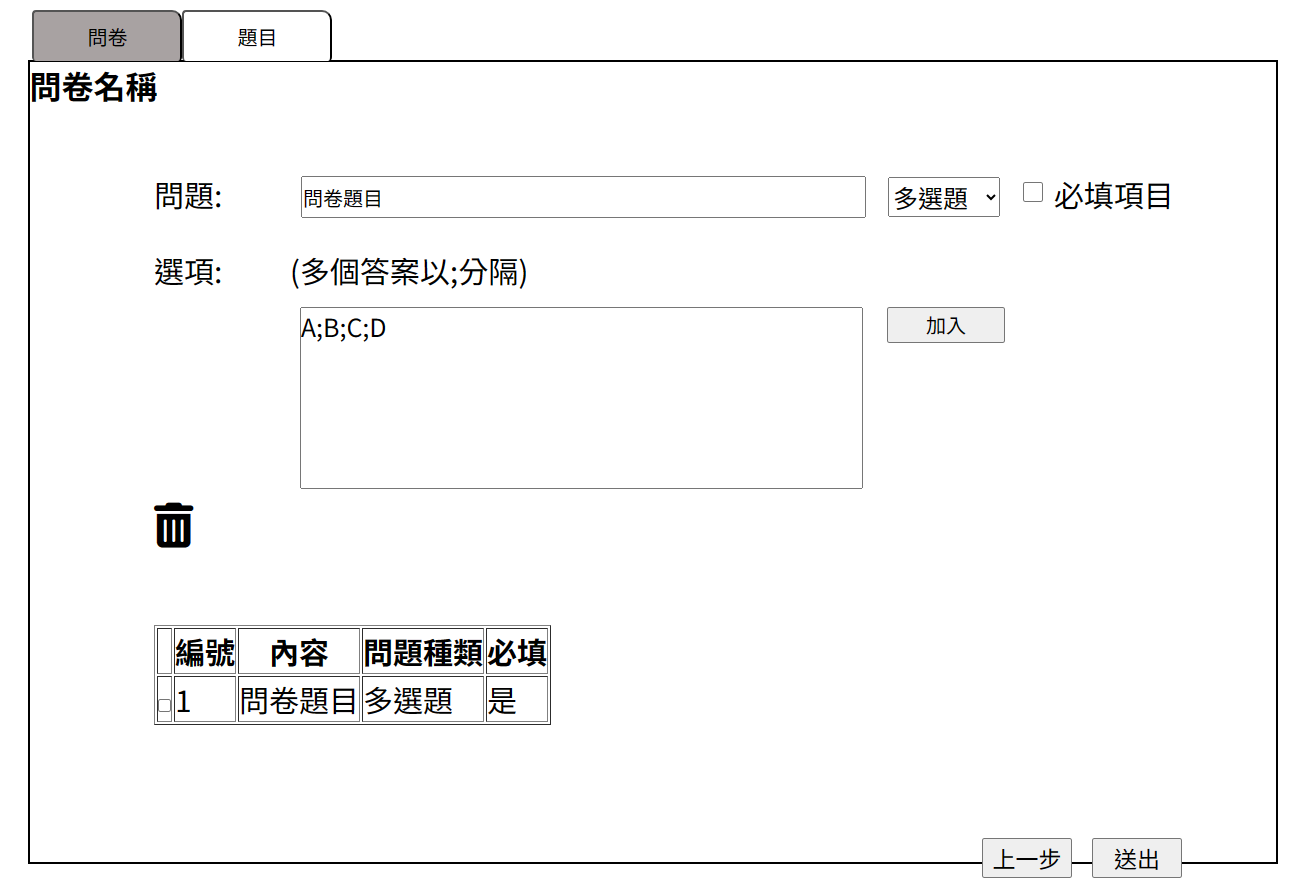 問卷 題目
問卷名稱
問題: 問卷題目 多選題 必填項目
選項: (多個答案以;分隔)
A;B;C;D 加入
編號 內容 問題種類 必填
1 問卷題目 多選題 是
上一步 送出